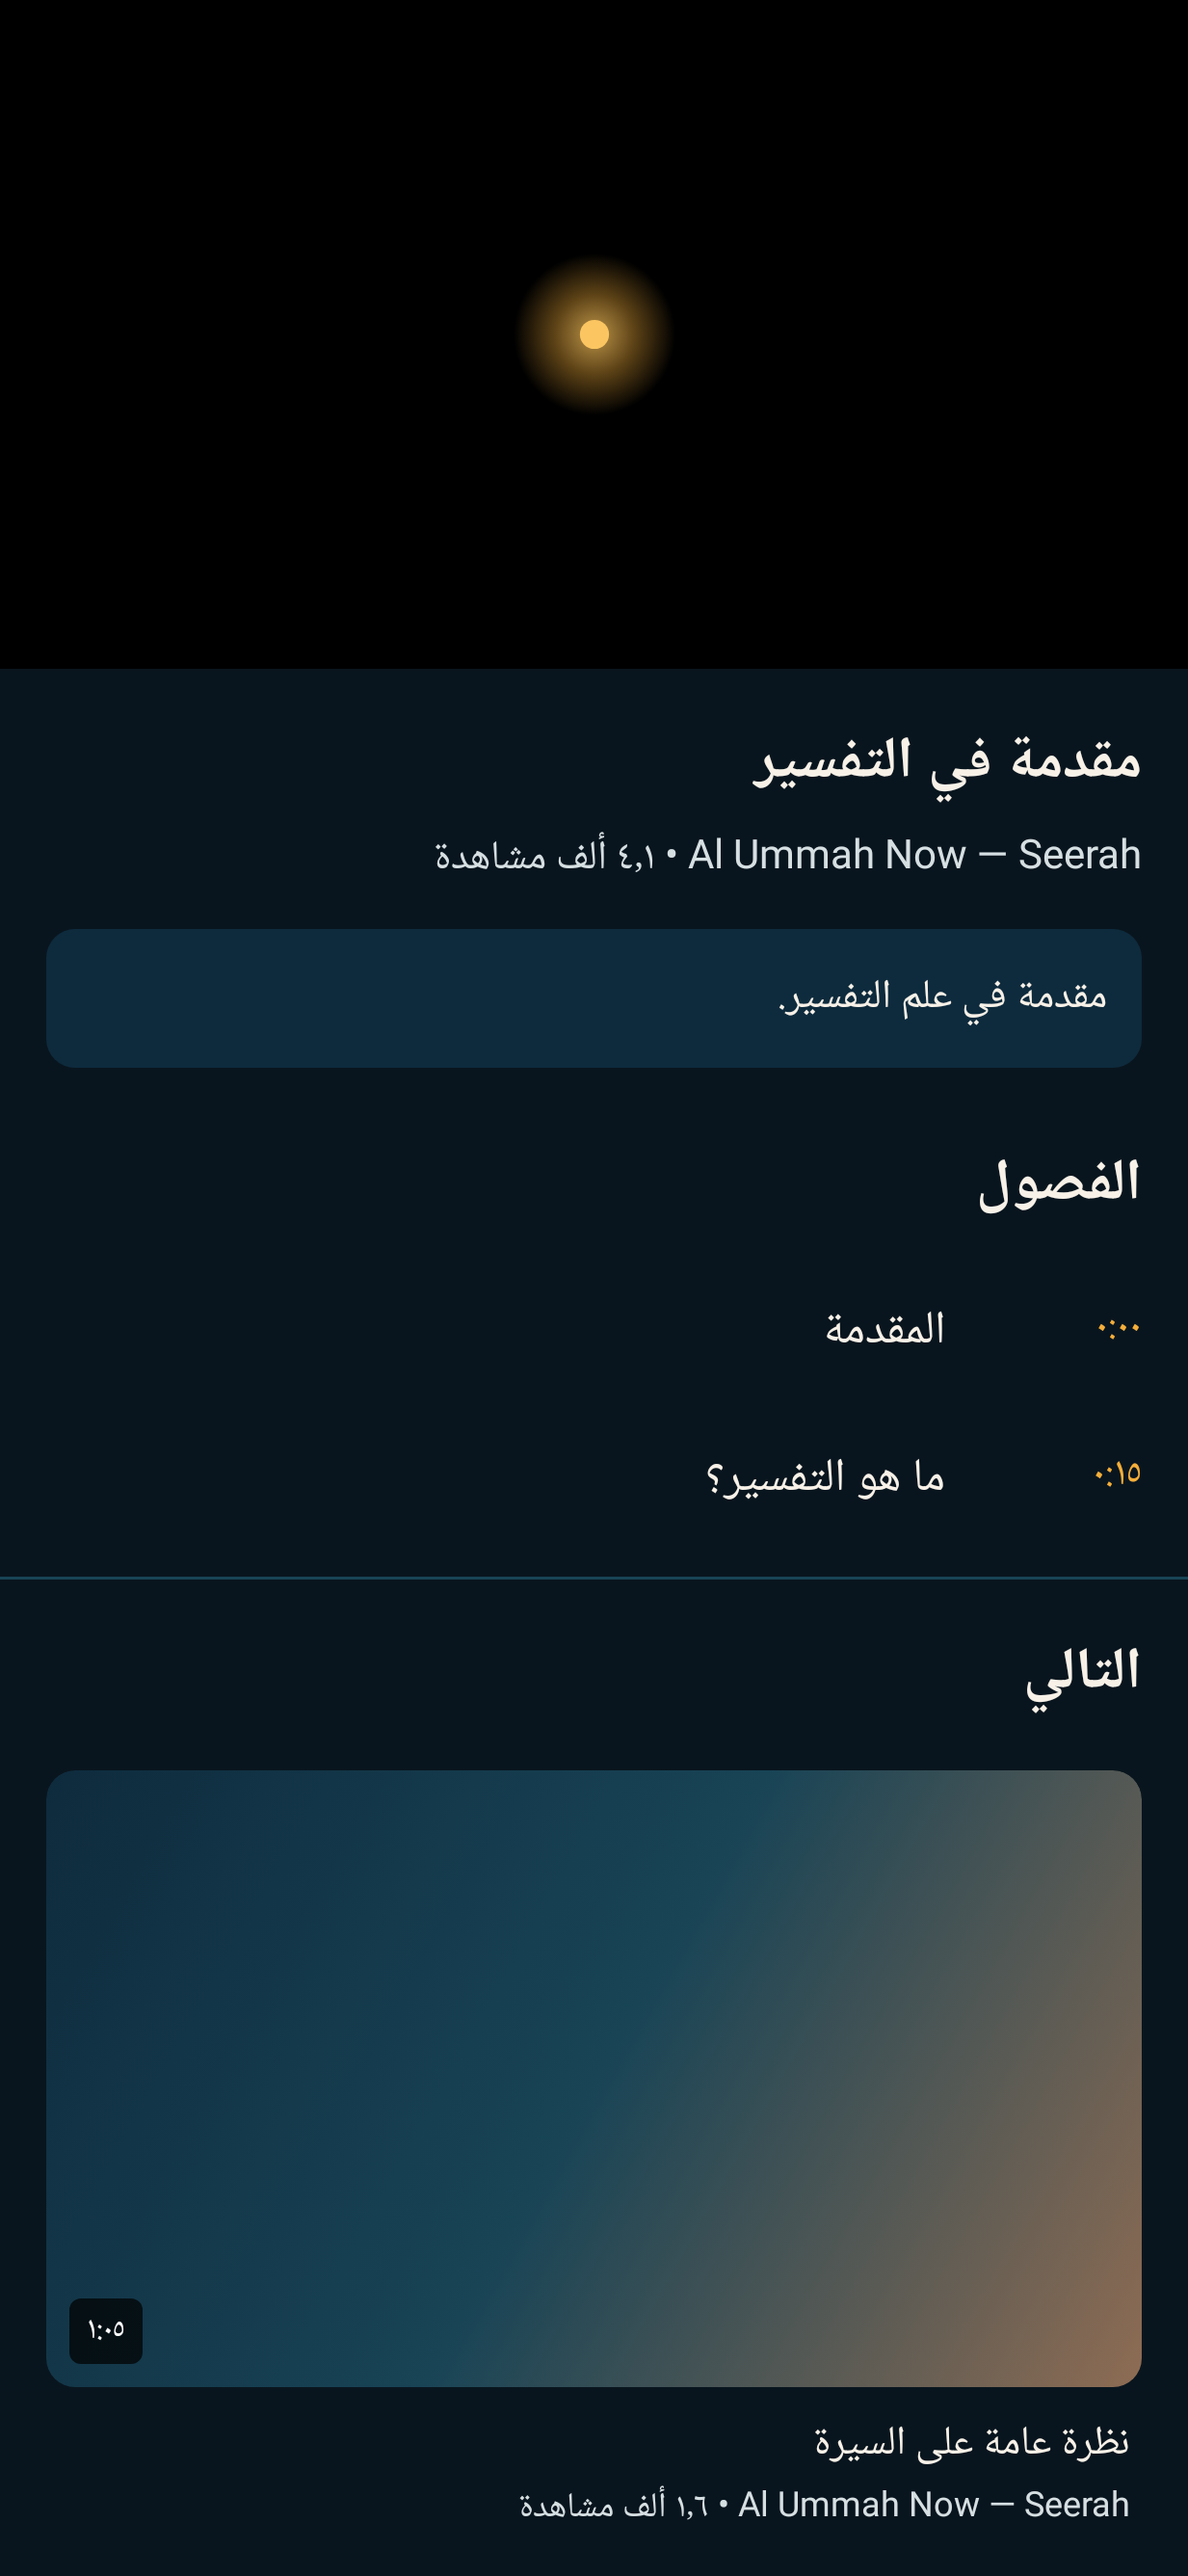 مقدمة في التفسير
Al Ummah Now — Seerah • ٤٫١ ألف مشاهدة
مقدمة في علم التفسير.
الفصول
٠:٠٠ المقدمة
٠:١٥ ما هو التفسير؟
التالي
١:٠٥
نظرة عامة على السيرة
Al Ummah Now — Seerah • ١٫٦ ألف مشاهدة